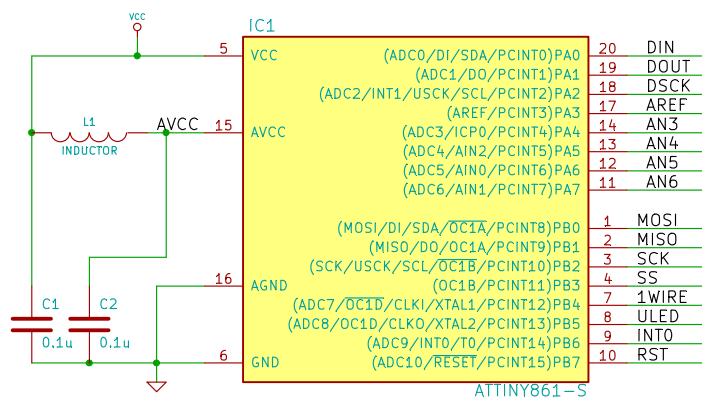 VCC
IC1
5 VCC (ADC0/DI/SDA/PCINT0)PA0 20 DIN
(ADC1/DO/PCINT1)PA1 19 DOUT
(ADC2/INT1/USCK/SCL/PCINT2)PA2 18 DSCK
(AREF/PCINT3)PA3 17 AREF
L1 AVCC 15 AVCC (ADC3/ICP0/PCINT4)PA4 14 AN3
INDUCTOR (ADC4/AIN2/PCINT5)PA5 13 AN4
(ADC5/AIN0/PCINT6)PA6 12 AN5
(ADC6/AIN1/PCINT7)PA7 11 AN6
(MOSI/DI/SDA/OC1A/PCINT8)PB0 1 MOSI
(MISO/DO/OC1A/PCINT9)PB1 2 MISO
(SCK/USCK/SCL/OC1B/PCINT10)PB2 3 SCK
16 AGND (OC1B/PCINT11)PB3 4 SS
C1 C2 (ADC7/OC1D/CLKI/XTAL1/PCINT12)PB4 7 1WIRE
(ADC8/OC1D/CLKO/XTAL2/PCINT13)PB5 8 ULED
0.1u 0.1u (ADC9/INT0/T0/PCINT14)PB6 9 INT0
6 GND (ADC10/RESET/PCINT15)PB7 10 RST
ATTINY861-S